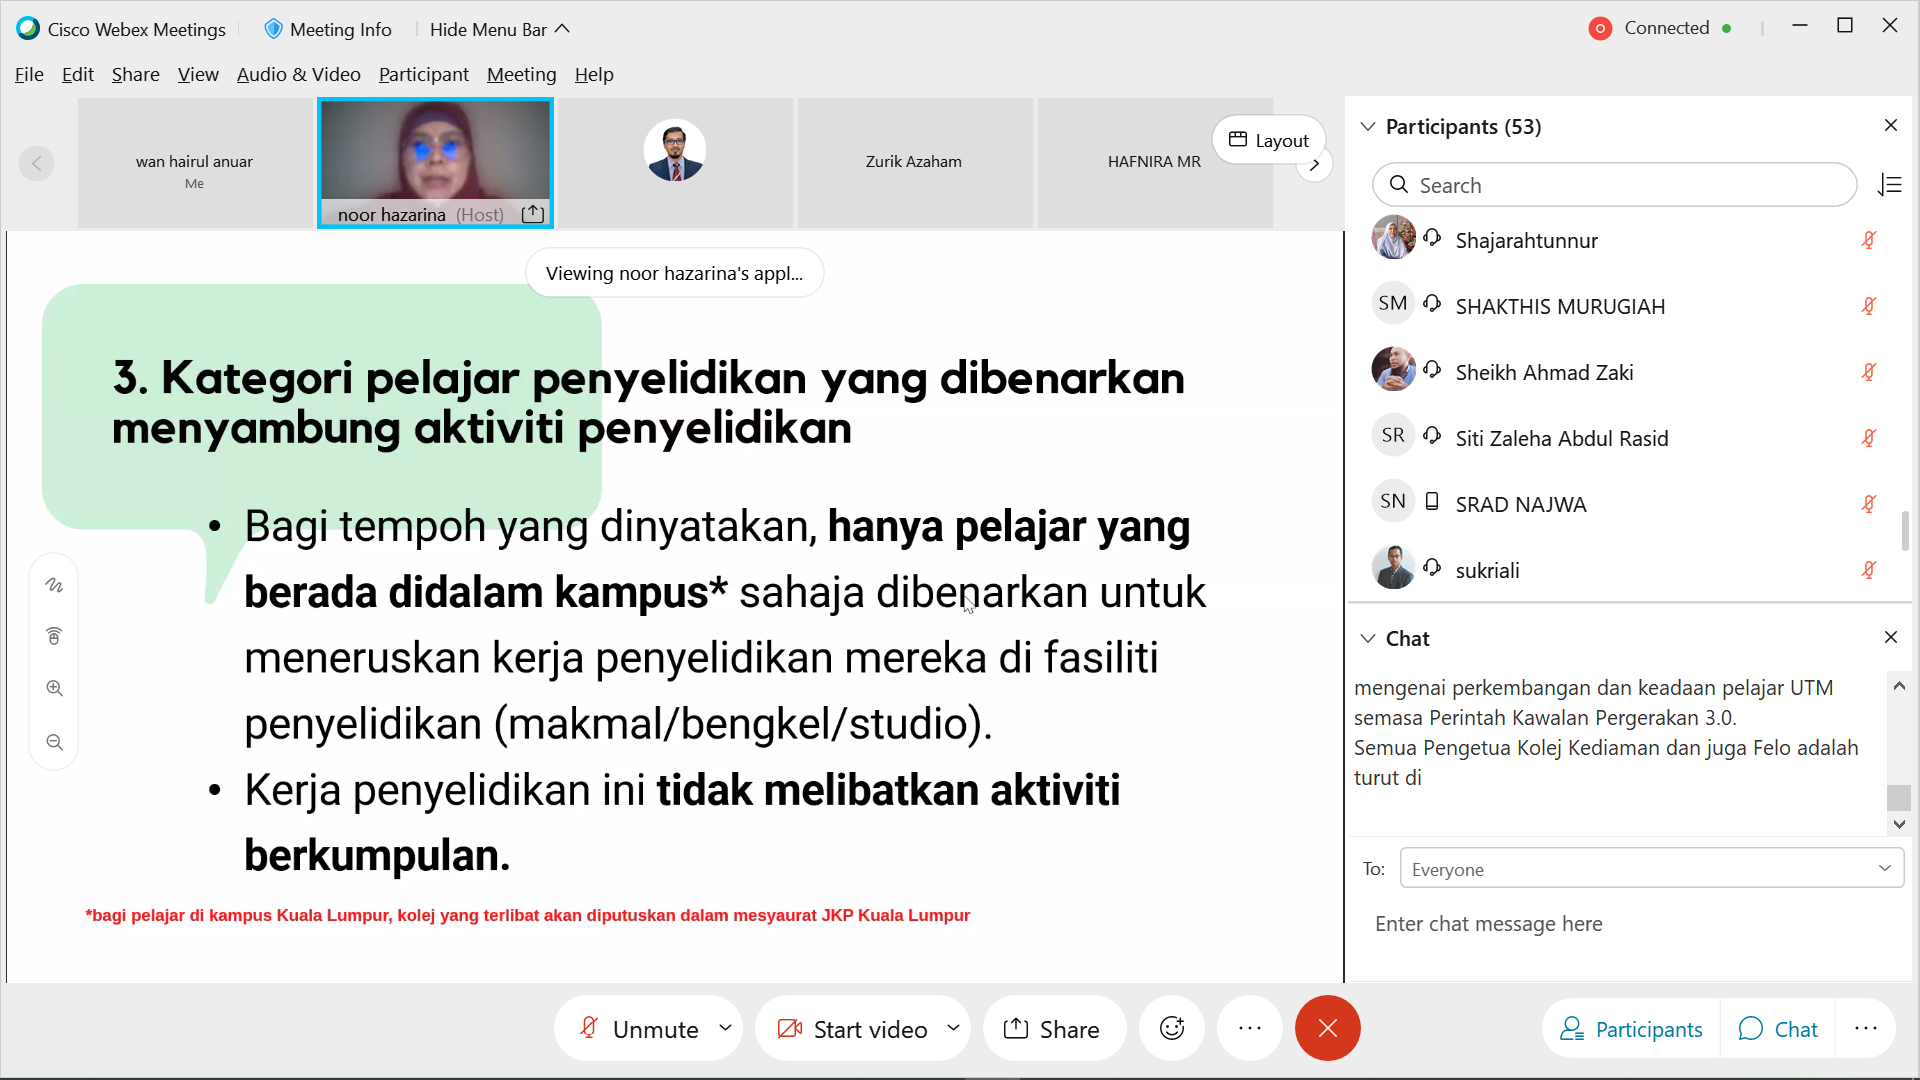 Cisco Webex Meetings
Meeting Info
Hide Menu Bar
Connected
File Edit Share View Audio & Video Participant Meeting Help
wan hairul anuar
Me
noor hazarina (Host)
Zurik Azaham
HAFNIRA MR
Layout
Viewing noor hazarina's appl...
3. Kategori pelajar penyelidikan yang dibenarkan
menyambung aktiviti penyelidikan
• Bagi tempoh yang dinyatakan, hanya pelajar yang
berada didalam kampus* sahaja dibenarkan untuk
meneruskan kerja penyelidikan mereka di fasiliti
penyelidikan (makmal/bengkel/studio).
• Kerja penyelidikan ini tidak melibatkan aktiviti
berkumpulan.
*bagi pelajar di kampus Kuala Lumpur, kolej yang terlibat akan diputuskan dalam mesyaurat JKP Kuala Lumpur
Participants (53)
Search
Shajarahtunnur
SM SHAKTHIS MURUGIAH
Sheikh Ahmad Zaki
SR Siti Zaleha Abdul Rasid
SN SRAD NAJWA
sukriali
Chat
mengenai perkembangan dan keadaan pelajar UTM
semasa Perintah Kawalan Pergerakan 3.0.
Semua Pengetua Kolej Kediaman dan juga Felo adalah
turut di
To: Everyone
Enter chat message here
Unmute
Start video
Share
Participants
Chat